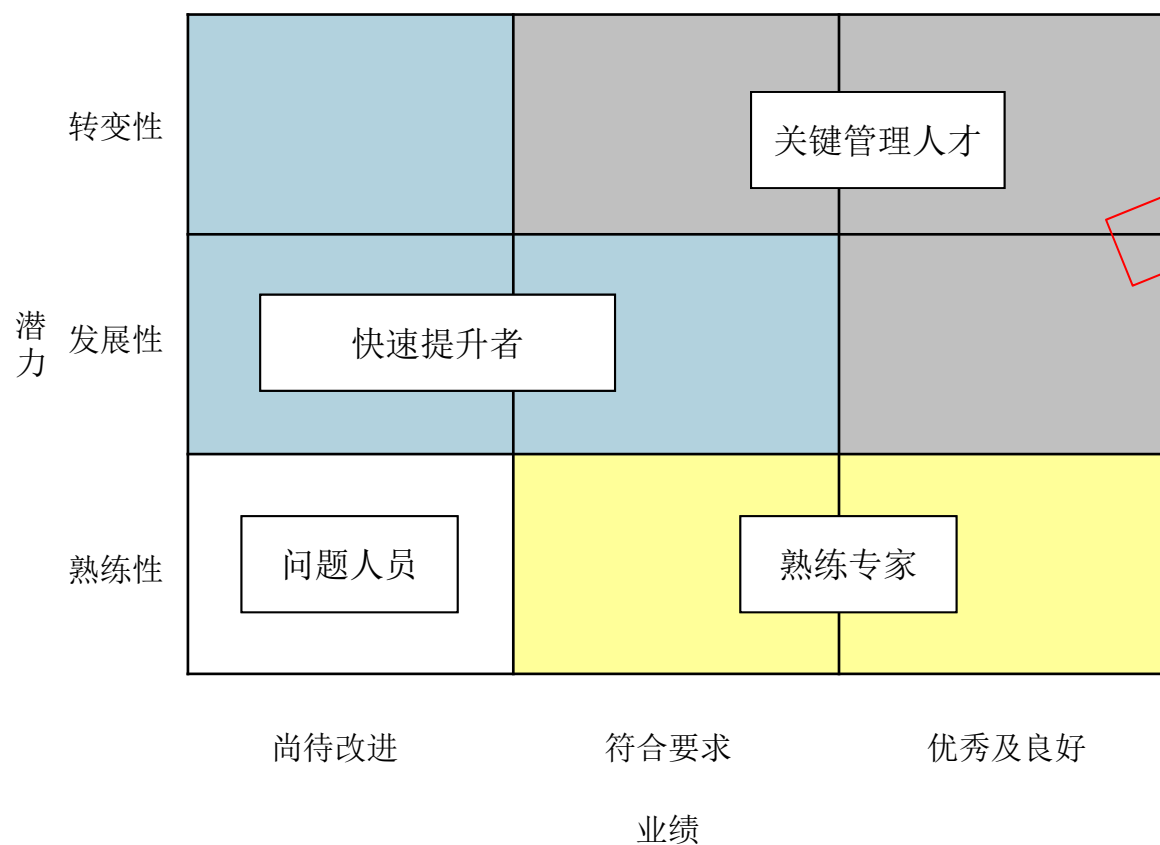 转变性
关键管理人才
潜
力
发展性
快速提升者
熟练性
问题人员
熟练专家
尚待改进
符合要求
优秀及良好
业绩